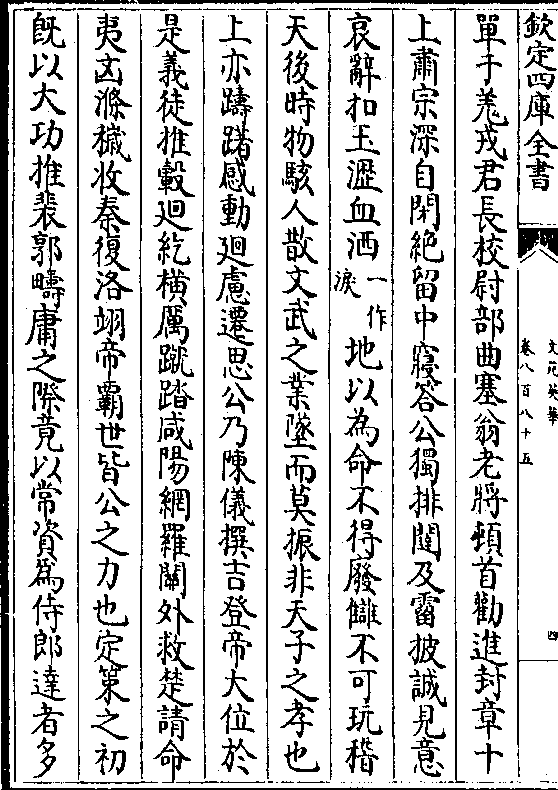 欽定四庫全書
文苑英華
卷八百八十五
四
單于羗戎君長校尉部曲塞翁老將頓首勸進封章十
上肅宗深自閉絶留中寢答公獨排闥及霤披誠見意
哀辭扣玉瀝血洒一作淚地以為命不得廢讎不可玩稽
天後時物駭人散文武之業墜而莫振非天子之孝也
上亦躊躇感動廻慮遷思公乃陳儀撰吉登帝大位於
是義徒推轂廻紇横厲蹴踏咸陽網羅關外救楚請命
夷凶滌穢收秦復洛翊帝霸世皆公之力也定策之初
既以大功推裴郭疇庸之際竟以常資為侍郎達者多